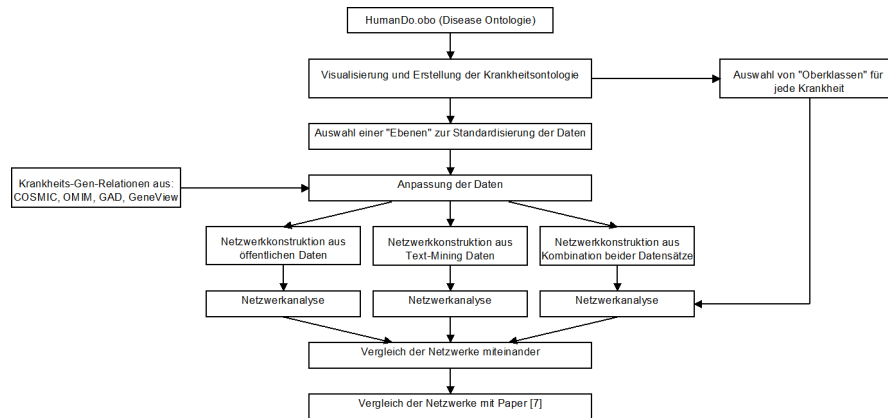 HumanDo.obo (Disease Ontologie)
Visualisierung und Erstellung der Krankheitsontologie
Auswahl von "Oberklassen" für
jede Krankheit
Auswahl einer "Ebenen" zur Standardisierung der Daten
Krankheits-Gen-Relationen aus:
COSMIC, OMIM, GAD, GeneView
Anpassung der Daten
Netzwerkkonstruktion aus
öffentlichen Daten
Netzwerkkonstruktion aus
Text-Mining Daten
Netzwerkkonstruktion aus
Kombination beider Datensätze
Netzwerkanalyse
Netzwerkanalyse
Netzwerkanalyse
Vergleich der Netzwerke miteinander
Vergleich der Netzwerke mit Paper [7]